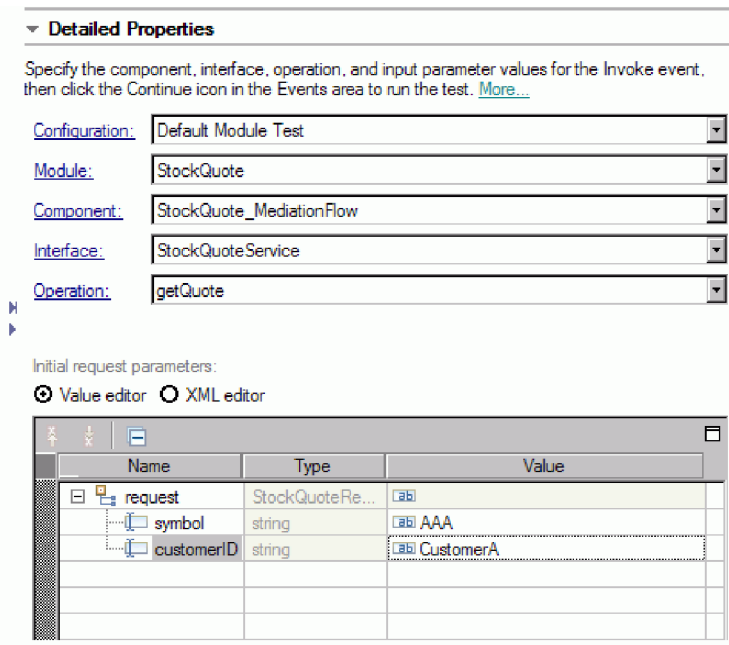 Detailed Properties
Specify the component, interface, operation, and input parameter values for the Invoke event,
then click the Continue icon in the Events area to run the test. More...
Configuration: Default Module Test
Module: StockQuote
Component: StockQuote_MediationFlow
Interface: StockQuoteService
Operation: getQuote
Initial request parameters:
Value editor XML editor
Name Type Value
request StockQuoteRe... ab
symbol string ab AAA
customerID string ab CustomerA